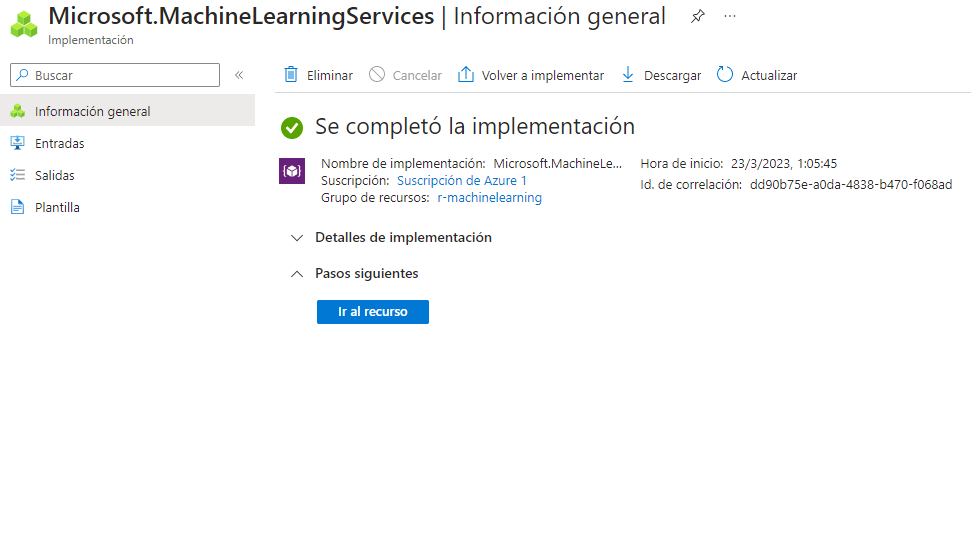 Microsoft.MachineLearningServices | Información general
Implementación
Buscar
Información general
Entradas
Salidas
Plantilla
Eliminar Cancelar Volver a implementar Descargar Actualizar
Se completó la implementación
Nombre de implementación: Microsoft.MachineLe...
Suscripción: Suscripción de Azure 1
Grupo de recursos: r-machinelearning
Hora de inicio: 23/3/2023, 1:05:45
Id. de correlación: dd90b75e-a0da-4838-b470-f068ad
Detalles de implementación
Pasos siguientes
Ir al recurso